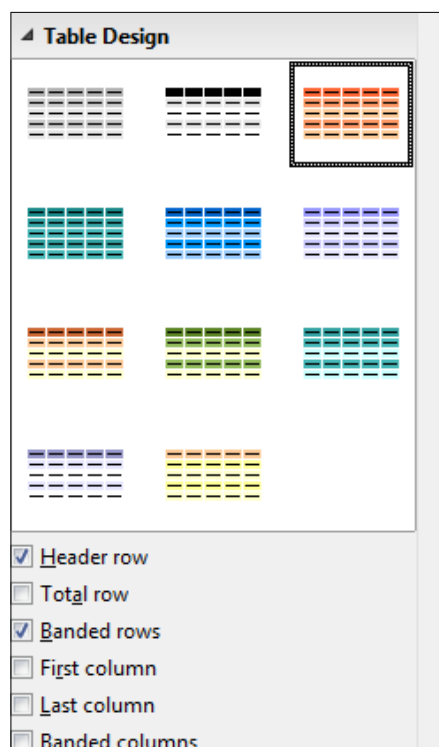 Table Design
Header row
Total row
Banded rows
First column
Last column
Banded columns